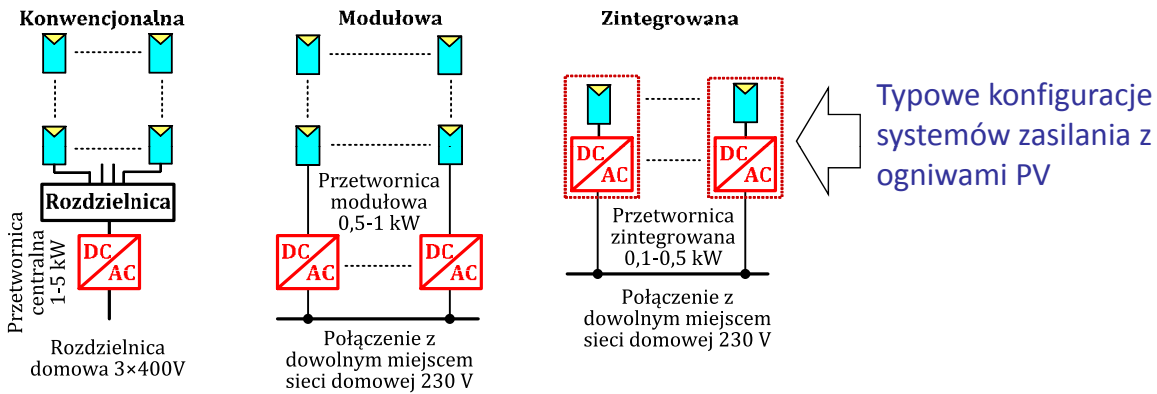 Konwencjonalna
Rozdzielnica
Przetwornica
centralna
1-5 kW
DC
AC
Rozdzielnica
domowa 3×400V
Modułowa
Przetwornica
modułowa
0,5-1 kW
DC
AC
DC
AC
Połączenie z
dowolnym miejscem
sieci domowej 230 V
Zintegrowana
DC
AC
DC
AC
Przetwornica
zintegrowana
0,1-0,5 kW
Połączenie z
dowolnym miejscem
sieci domowej 230 V
Typowe konfiguracje
systemów zasilania z
ogniwami PV